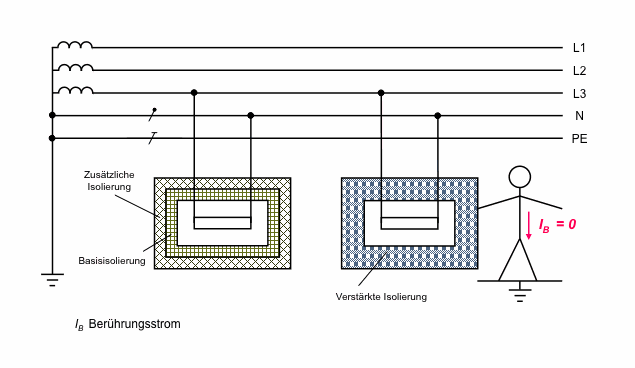 L1
L2
L3
N
PE
Zusätzliche
Isolierung
Basisisolierung
Verstärkte Isolierung
I_B = 0
I_B Berührungsstrom